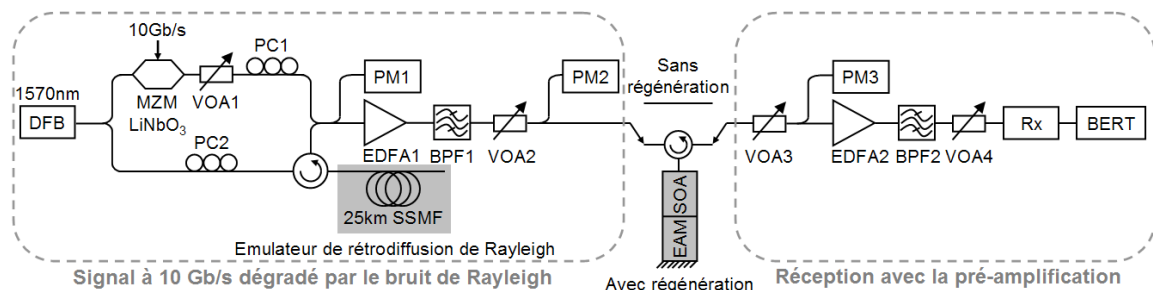 10Gb/s
PC1
1570nm
DFB
MZM
LiNbO3
VOA1
PC2
PM1
EDFA1
BPF1
VOA2
PM2
25km SSMF
Emulateur de rétrodiffusion de Rayleigh
Signal à 10 Gb/s dégradé par le bruit de Rayleigh
Sans
régénération
SOA
EAM
Avec régénération
PM3
VOA3
EDFA2
BPF2
VOA4
Rx
BERT
Réception avec la pré-amplification